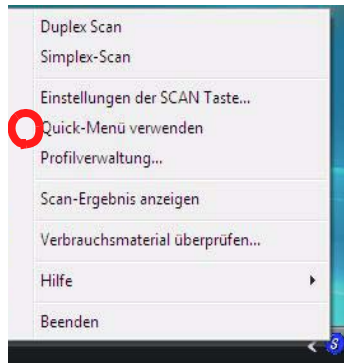 Duplex Scan
Simplex-Scan
Einstellungen der SCAN Taste...
Quick-Menü verwenden
Profilverwaltung...
Scan-Ergebnis anzeigen
Verbrauchsmaterial überprüfen...
Hilfe
Beenden
S